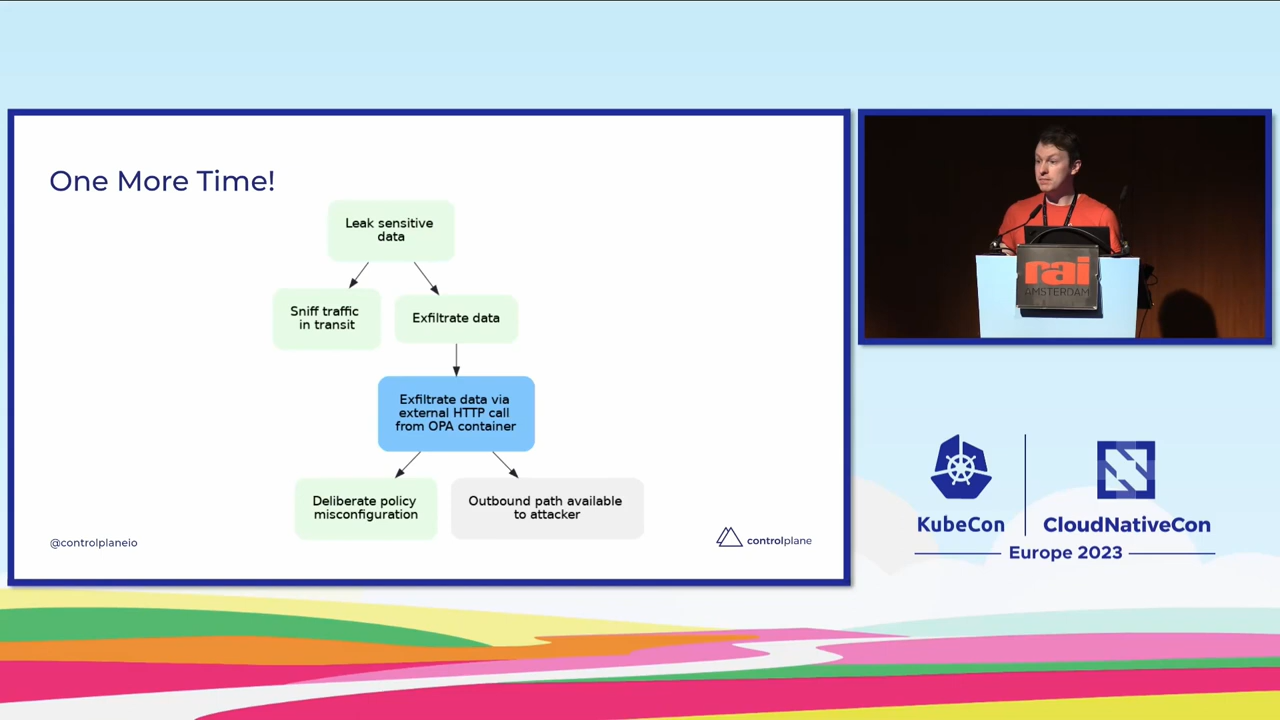 One More Time!
Leak sensitive
data
Sniff traffic
in transit
Exfiltrate data
Exfiltrate data via
external HTTP call
from OPA container
Deliberate policy
misconfiguration
Outbound path available
to attacker
@controlplaneio
controlplane
rai
AMSTERDAM
KubeCon
CloudNativeCon
Europe 2023